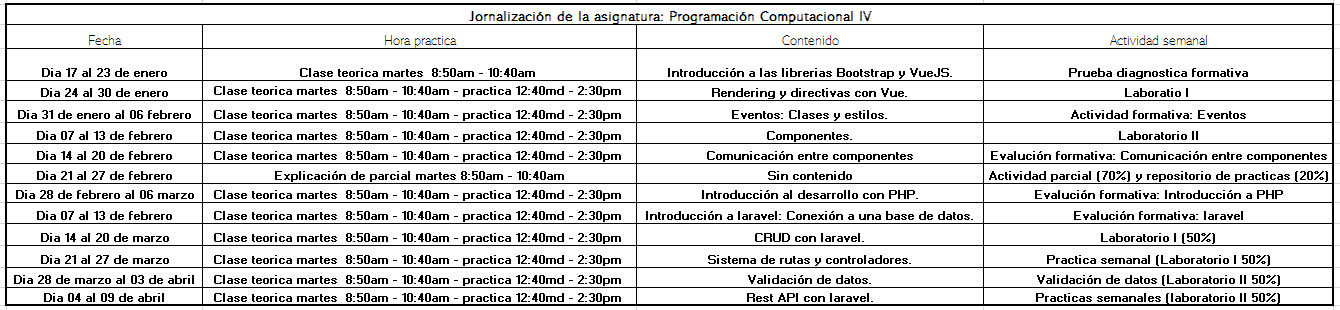 Jornalización de la asignatura: Programación Computacional IV
Fecha Hora practica Contenido Actividad semanal
Dia 17 al 23 de enero Clase teorica martes 8:50am - 10:40am Introducción a las librerias Bootstrap y VueJS. Prueba diagnostica formativa
Dia 24 al 30 de enero Clase teorica martes 8:50am - 10:40am - practica 12:40md - 2:30pm Rendering y directivas con Vue. Laboratio I
Dia 31 de enero al 06 febrero Clase teorica martes 8:50am - 10:40am - practica 12:40md - 2:30pm Eventos: Clases y estilos. Actividad formativa: Eventos
Dia 07 al 13 de febrero Clase teorica martes 8:50am - 10:40am - practica 12:40md - 2:30pm Componentes. Laboratorio II
Dia 14 al 20 de febrero Clase teorica martes 8:50am - 10:40am - practica 12:40md - 2:30pm Comunicación entre componentes Evalución formativa: Comunicación entre componentes
Dia 21 al 27 de febrero Explicación de parcial martes 8:50am - 10:40am Sin contenido Actividad parcial (70%) y repositorio de practicas (20%)
Dia 28 de febrero al 06 marzo Clase teorica martes 8:50am - 10:40am - practica 12:40md - 2:30pm Introducción al desarrollo con PHP. Evalución formativa: Introducción a PHP
Dia 07 al 13 de febrero Clase teorica martes 8:50am - 10:40am - practica 12:40md - 2:30pm Introducción a laravel: Conexión a una base de datos. Evalución formativa: laravel
Dia 14 al 20 de marzo Clase teorica martes 8:50am - 10:40am - practica 12:40md - 2:30pm CRUD con laravel. Laboratorio I (50%)
Dia 21 al 27 de marzo Clase teorica martes 8:50am - 10:40am - practica 12:40md - 2:30pm Sistema de rutas y controladores. Practica semanal (Laboratorio I 50%)
Dia 28 de marzo al 03 de abril Clase teorica martes 8:50am - 10:40am - practica 12:40md - 2:30pm Validación de datos. Validación de datos (Laboratorio II 50%)
Dia 04 al 09 de abril Clase teorica martes 8:50am - 10:40am - practica 12:40md - 2:30pm Rest API con laravel. Practicas semanales (laboratorio II 50%)